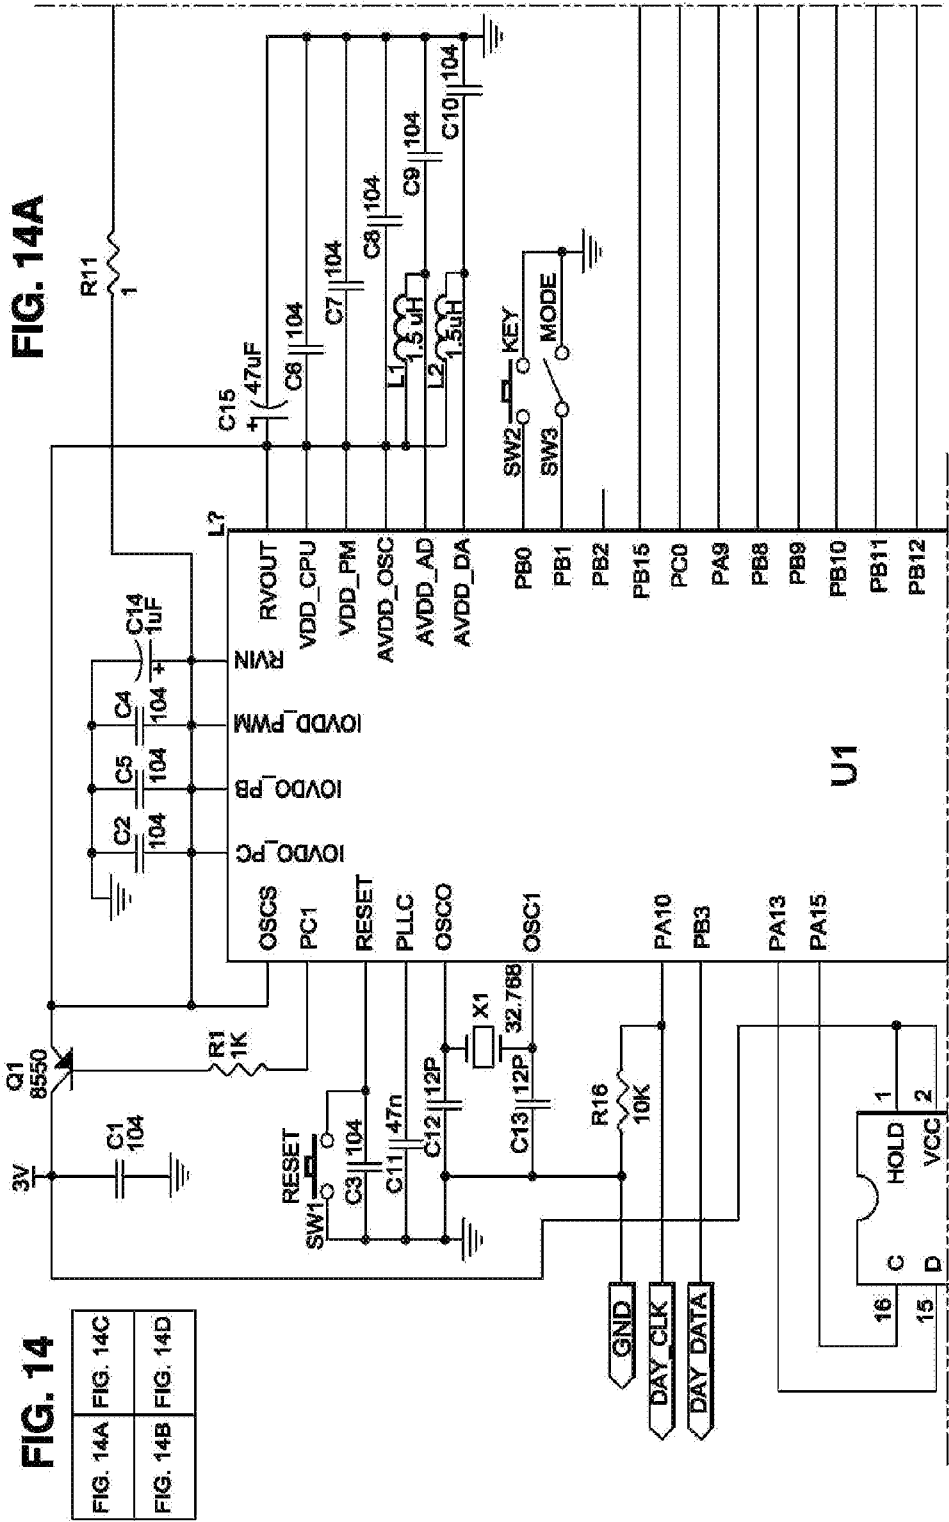 FIG. 14
FIG. 14A FIG. 14C
FIG. 14B FIG. 14D
FIG. 14A
3V
C1
104
Q1
8550
R1
1K
R11
1
C2
104
C5
104
C4
104
C14
1uF
+
C15
47uF
+
C6
104
C7
104
C8
104
C9
104
C10
104
L1
1.5 uH
L2
1.5uH
L?
OSCS
PC1
RESET
PLLC
OSCO
OSC1
PA10
PB3
PA13
PA15
IOVDO_PC
IOVDO_PB
IOVDD_PWM
RVIN
RVOUT
VDD_CPU
VDD_PM
AVDD_OSC
AVDD_AD
AVDD_DA
PB0
PB1
PB2
PB15
PC0
PA9
PB8
PB9
PB10
PB11
PB12
U1
SW2
KEY
SW3
MODE
RESET
SW1
C3
104
C11
47n
C12
12P
C13
12P
X1
32.768
R16
10K
GND
DAY_CLK
DAY_DATA
16
C
HOLD
1
15
D
VCC
2